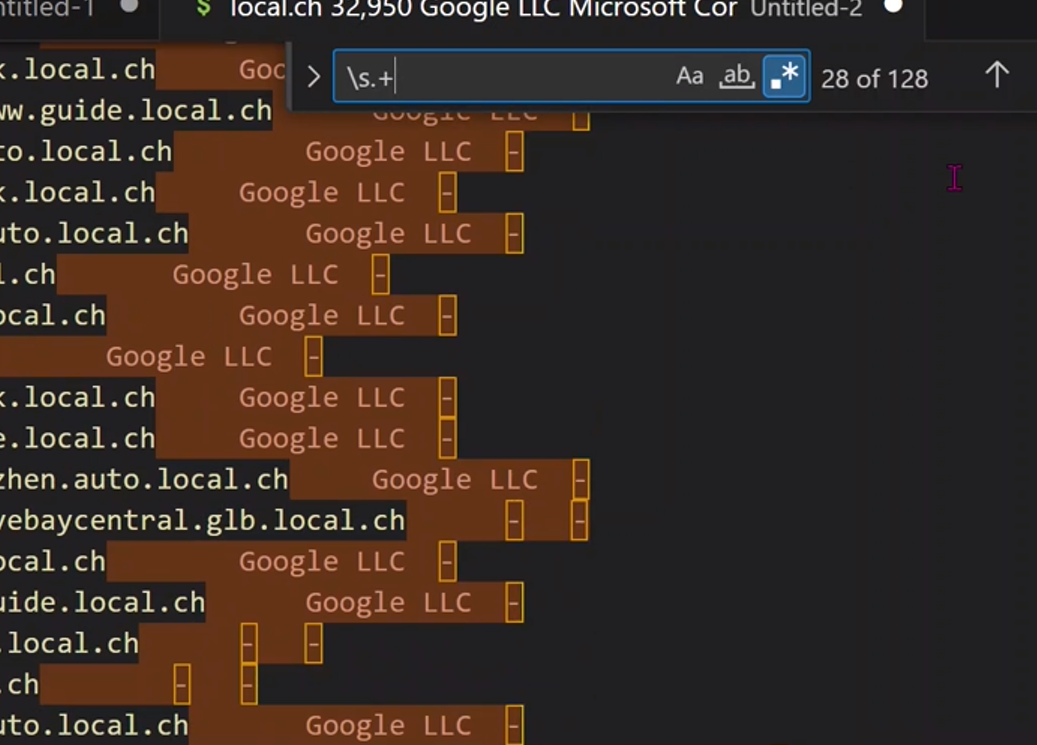 ntitled-1 $ local.ch 32,950 Google LLC Microsoft Cor Untitled-2
\s.+ Aa ab 28 of 128
k.local.ch Goo
ww.guide.local.ch Google LLC -
to.local.ch Google LLC -
k.local.ch Google LLC -
uto.local.ch Google LLC -
l.ch Google LLC -
ocal.ch Google LLC -
Google LLC -
k.local.ch Google LLC -
e.local.ch Google LLC -
zhen.auto.local.ch Google LLC -
vebaycentral.glb.local.ch - -
ocal.ch Google LLC -
uide.local.ch Google LLC -
.local.ch - -
.ch - -
uto.local.ch Google LLC -